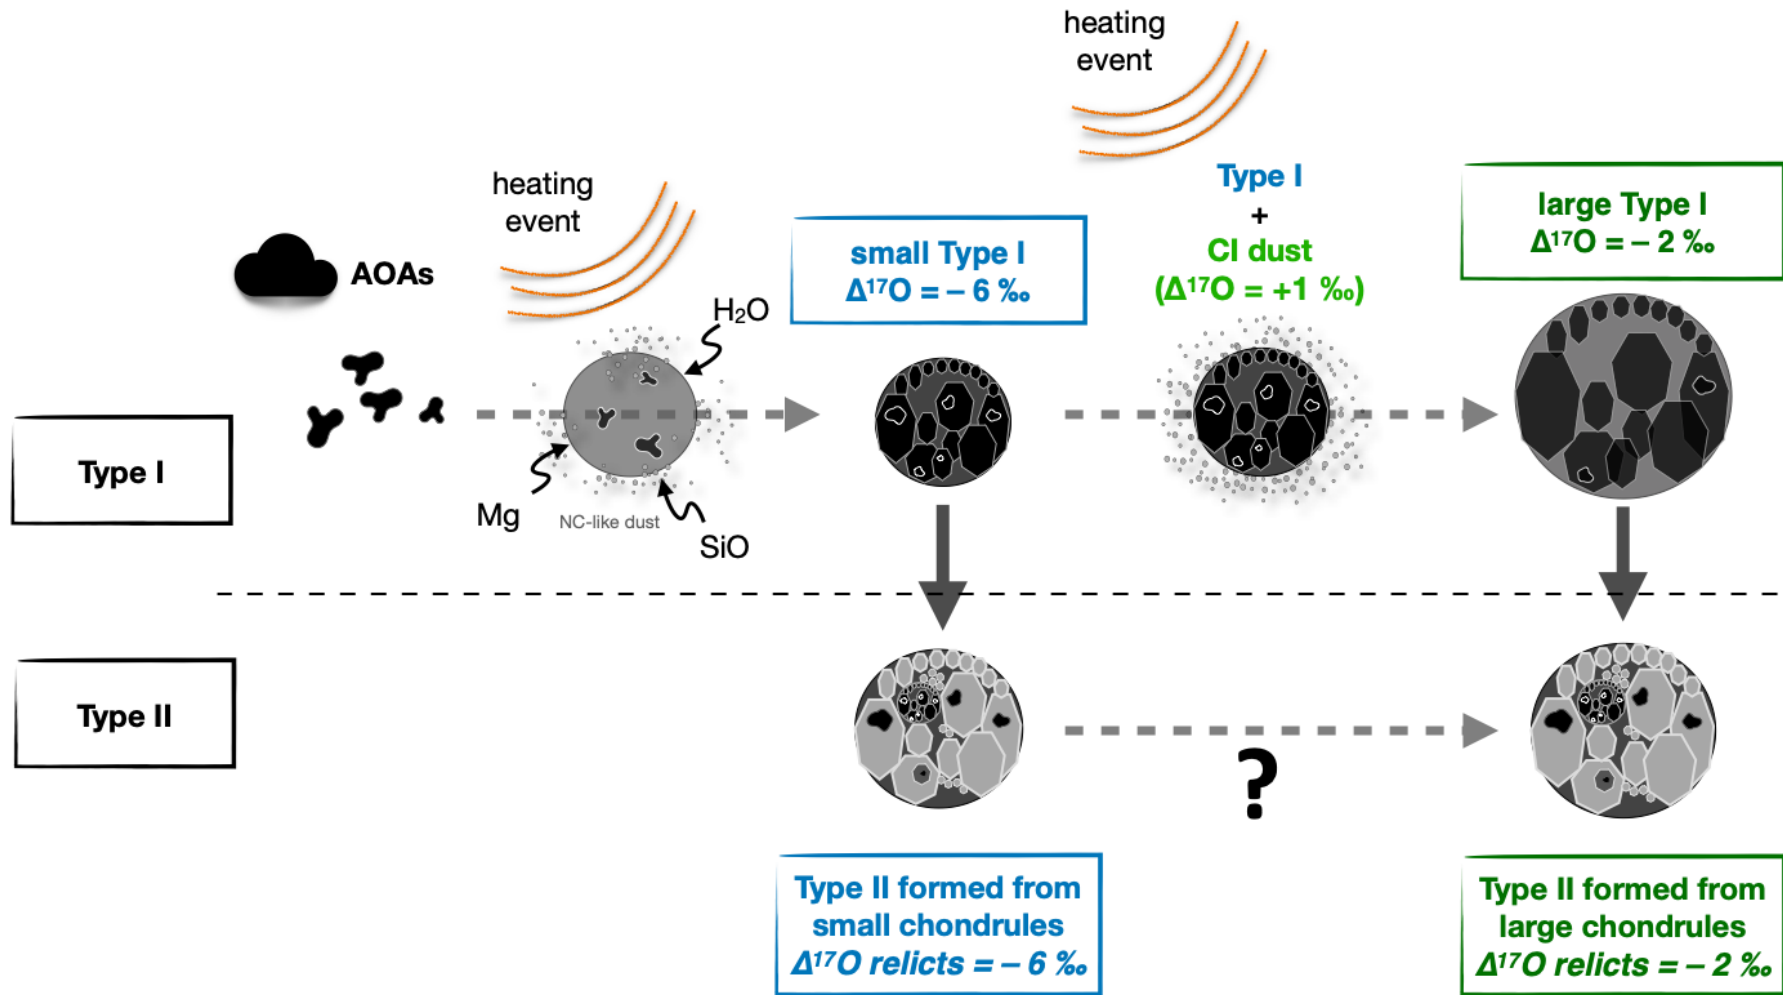 heating
event
heating
event
AOAs
H₂O
Mg
NC-like dust
SiO
small Type I
Δ¹⁷O = – 6 ‰
Type I
+
CI dust
(Δ¹⁷O = +1 ‰)
large Type I
Δ¹⁷O = – 2 ‰
Type I
Type II
?
Type II formed from
small chondrules
Δ¹⁷O relicts = – 6 ‰
Type II formed from
large chondrules
Δ¹⁷O relicts = – 2 ‰